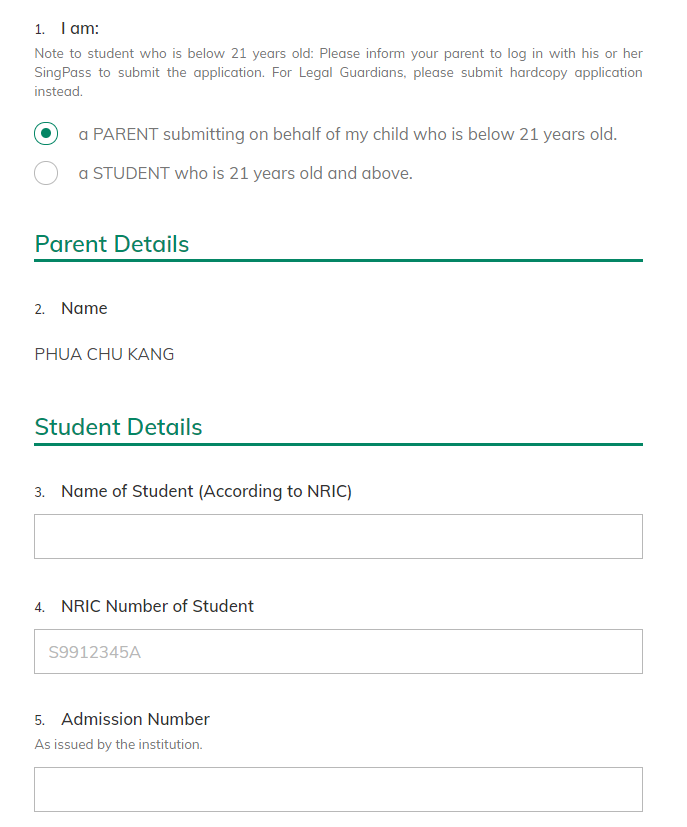 1. I am:
Note to student who is below 21 years old: Please inform your parent to log in with his or her
SingPass to submit the application. For Legal Guardians, please submit hardcopy application
instead.
a PARENT submitting on behalf of my child who is below 21 years old.
a STUDENT who is 21 years old and above.
Parent Details
2. Name
PHUA CHU KANG
Student Details
3. Name of Student (According to NRIC)
4. NRIC Number of Student
S9912345A
5. Admission Number
As issued by the institution.